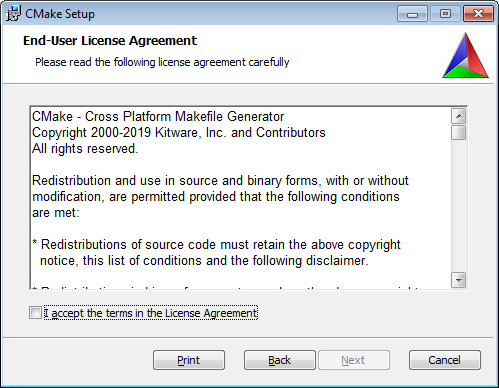 CMake Setup
End-User License Agreement
Please read the following license agreement carefully
CMake - Cross Platform Makefile Generator
Copyright 2000-2019 Kitware, Inc. and Contributors
All rights reserved.
Redistribution and use in source and binary forms, with or without
modification, are permitted provided that the following conditions
are met:
* Redistributions of source code must retain the above copyright
notice, this list of conditions and the following disclaimer.
I accept the terms in the License Agreement
Print Back Next Cancel